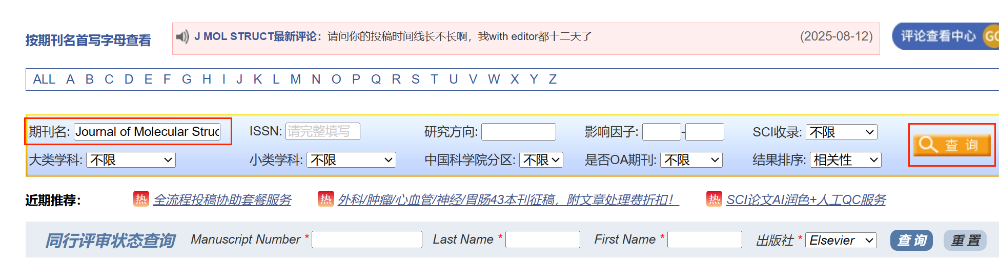 按期刊名首写字母查看
J MOL STRUCT最新评论：请问你的投稿时间线长不长啊，我with editor都十二天了 (2025-08-12)
评论查看中心
ALL A B C D E F G H I J K L M N O P Q R S T U V W X Y Z
期刊名: Journal of Molecular Struc ISSN: 请完整填写 研究方向: 影响因子: - SCI收录: 不限
查 询
大类学科: 不限 小类学科: 不限 中国科学院分区: 不限 是否OA期刊: 不限 结果排序: 相关性
近期推荐： 热 全流程投稿协助套餐服务 热 外科/肿瘤/心血管/神经/胃肠43本刊征稿，附文章处理费折扣！ 热 SCI论文AI润色+人工QC服务
同行评审状态查询 Manuscript Number * Last Name * First Name * 出版社 * Elsevier 查 询 重 置